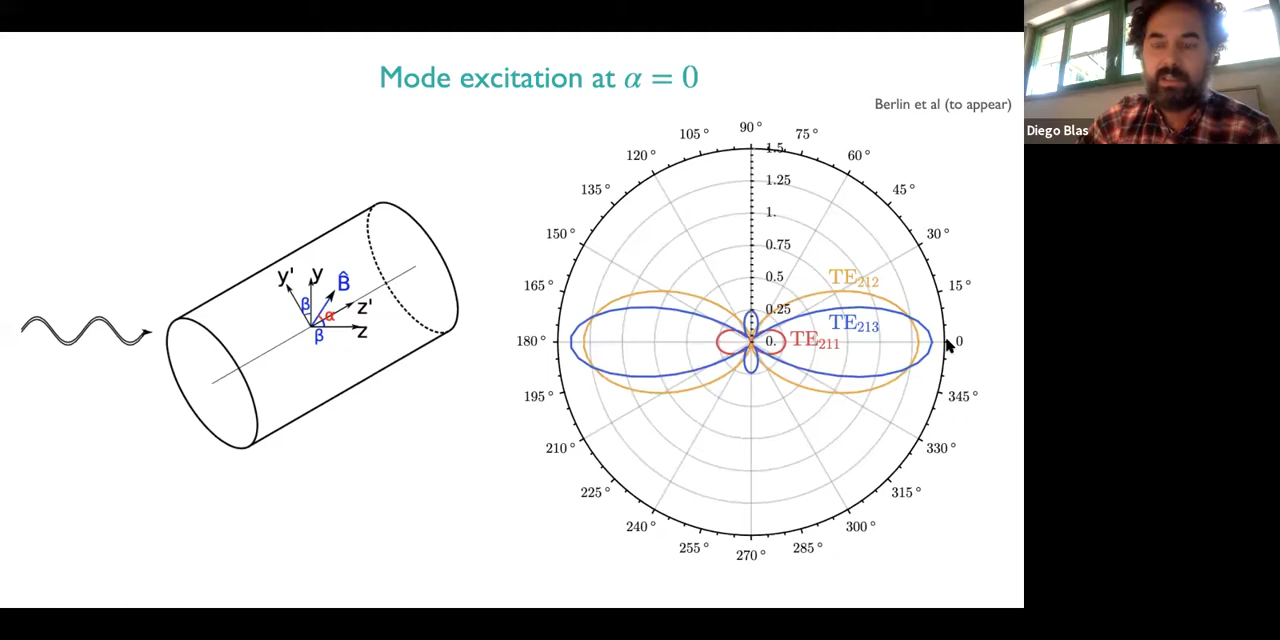 Mode excitation at α = 0
Berlin et al (to appear)
Diego Blas
y'
y
B̂
β
α
z'
β
z
90°
105°
75°
120°
60°
135°
45°
150°
30°
165°
15°
180°
0
195°
345°
210°
330°
225°
315°
240°
300°
255°
285°
270°
1.5
1.25
1.
0.75
0.5
0.25
0.
TE₂₁₂
TE₂₁₃
TE₂₁₁